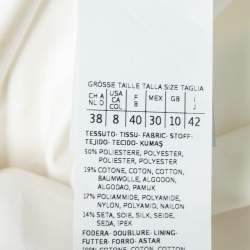 GRÖSSE TAILLE TALLA SIZE TAGLIA
CH A NL D USA CA COL F B MEX GB I J
38 8 40 30 10 42
TESSUTO-TISSU-FABRIC-STOFF-
TEJIDO-TECIDO-KUMAŞ
50% POLIESTERE, POLYESTER,
POLYESTER, POLYESTER,
19% COTONE, COTON, COTTON,
BAUMWOLLE, ALGODON,
ALGODAO, PAMUK
17% POLIAMMIDE, POLYAMIDE,
NYLON, POLYAMID, NAILON
14% SETA, SOIE, SILK, SEIDE,
SEDA, IPEK
FODERA-DOUBLURE-LINING-
FUTTER-FORRO-ASTAR